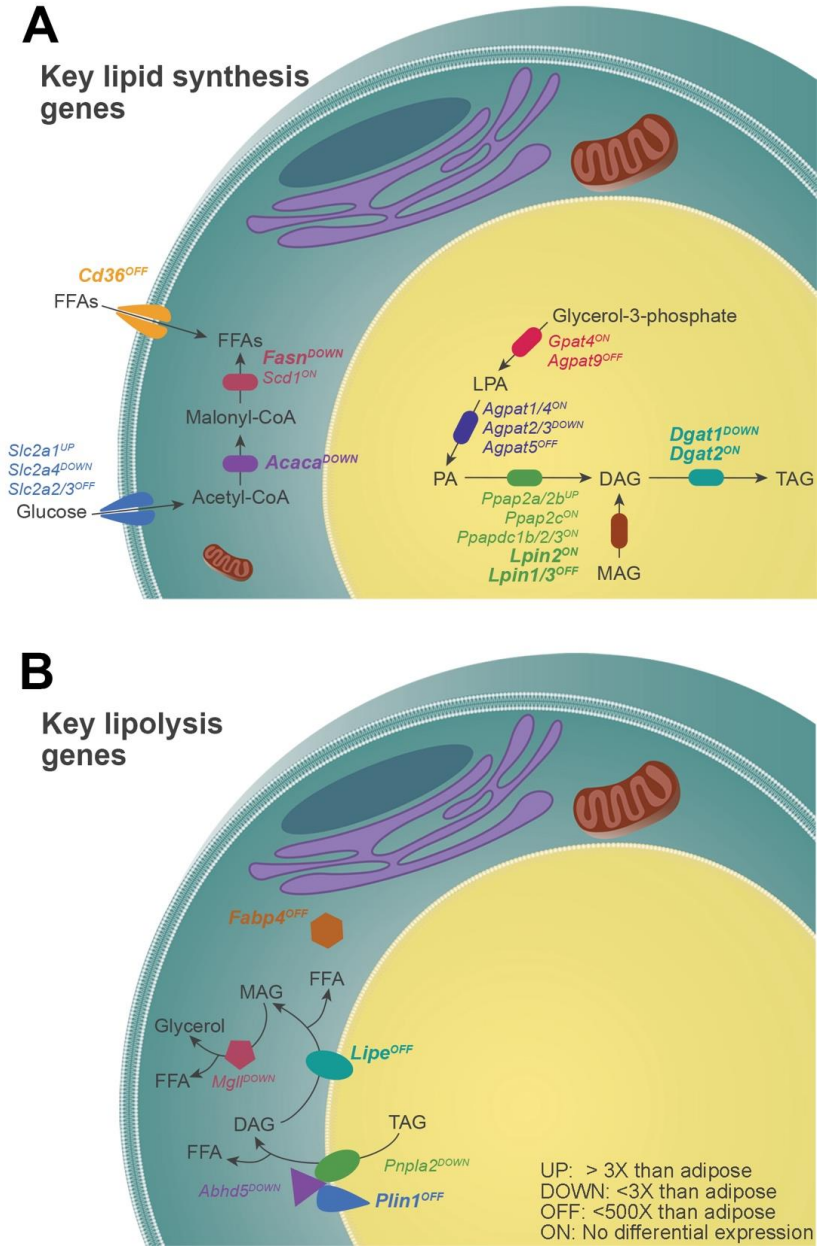 A
Key lipid synthesis
genes
Cd36OFF
FFAs
FFAs
FasnDOWN
Scd1ON
Malonyl-CoA
AcacaDOWN
Acetyl-CoA
Slc2a1UP
Slc2a4DOWN
Slc2a2/3OFF
Glucose
Glycerol-3-phosphate
Gpat4ON
Agpat9OFF
LPA
Agpat1/4ON
Agpat2/3DOWN
Agpat5OFF
PA
DAG
TAG
Dgat1DOWN
Dgat2ON
Ppap2a/2bUP
Ppap2cON
Ppapdc1b/2/3ON
Lpin2ON
Lpin1/3OFF
MAG
B
Key lipolysis
genes
Fabp4OFF
FFA
MAG
Glycerol
FFA
MgllDOWN
LipeOFF
DAG
TAG
FFA
Pnpla2DOWN
Abhd5DOWN
Plin1OFF
UP: > 3X than adipose
DOWN: <3X than adipose
OFF: <500X than adipose
ON: No differential expression